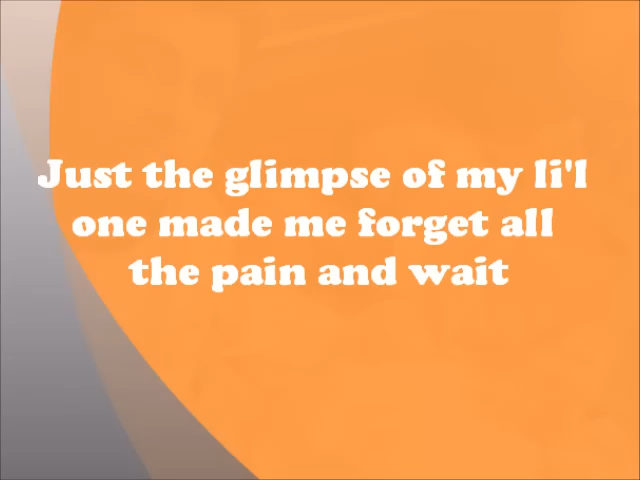 Just the glimpse of my li'l
one made me forget all
the pain and wait